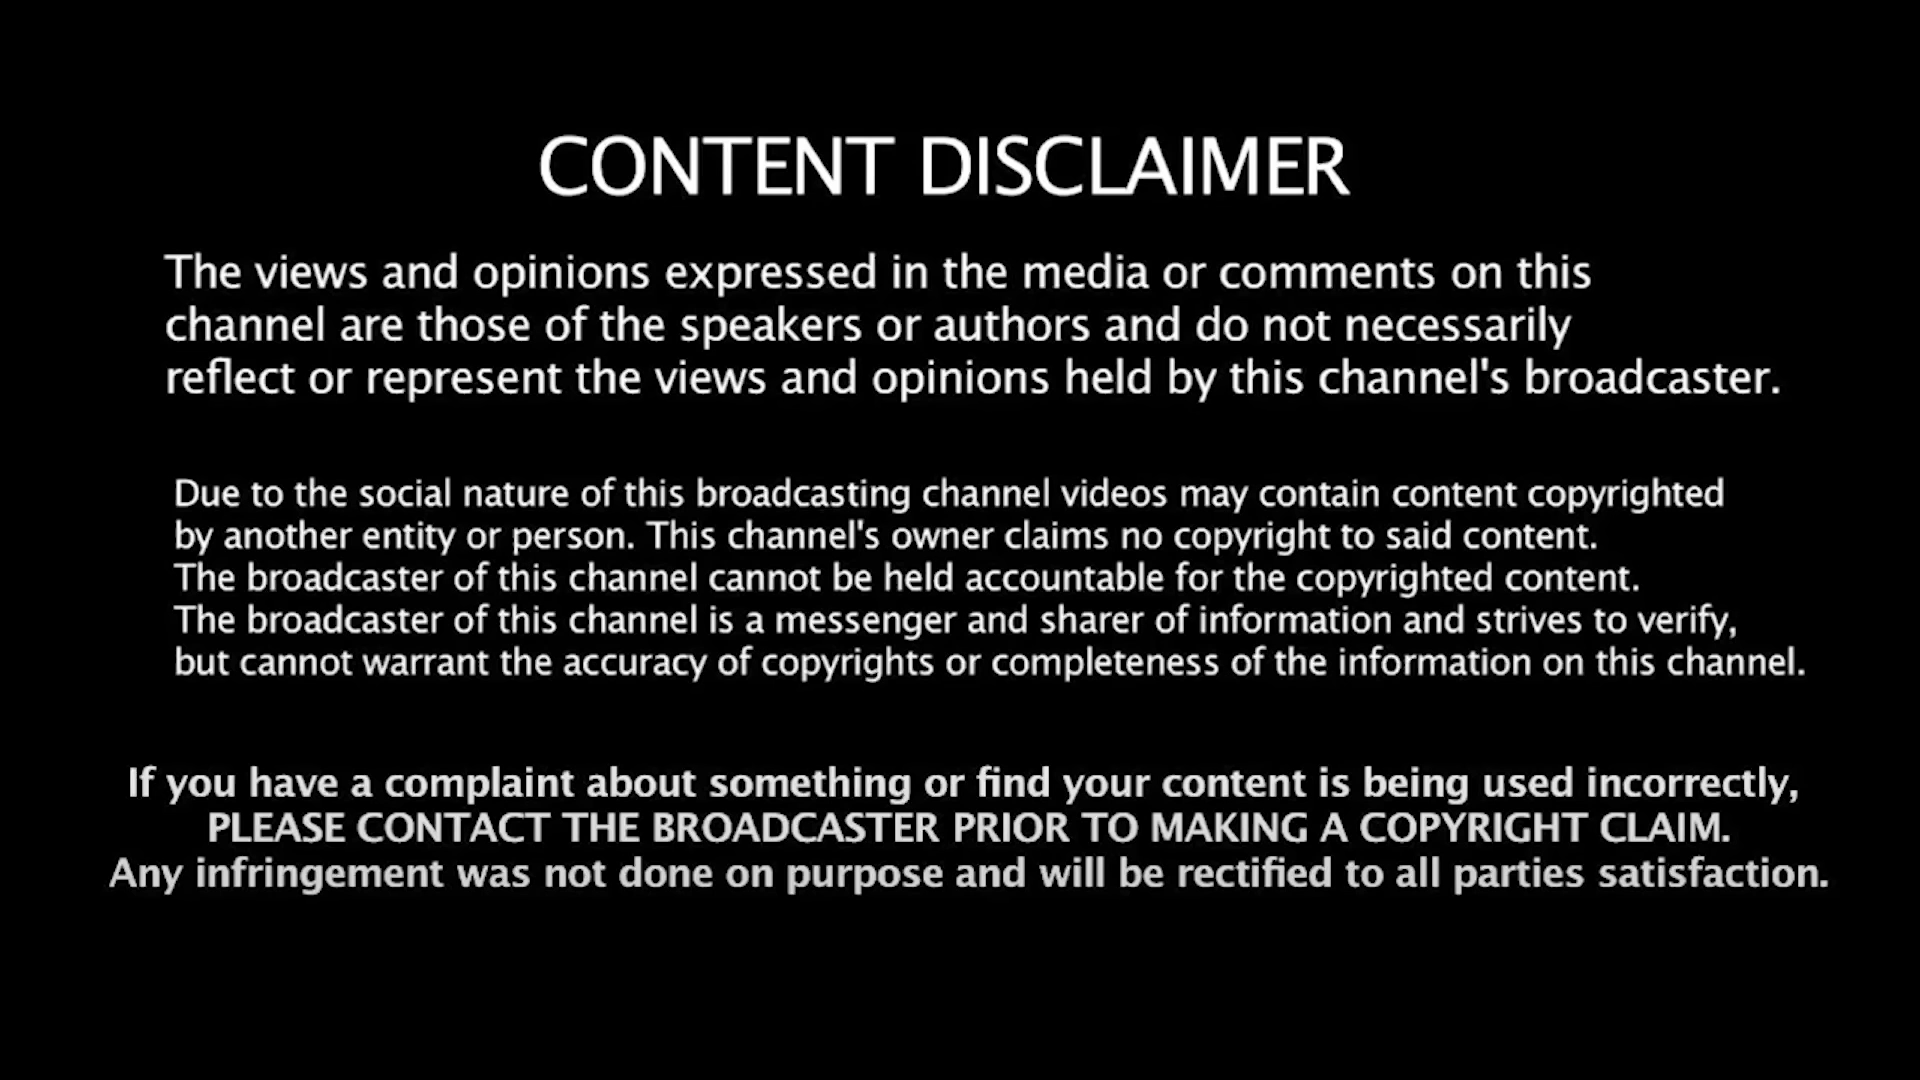 CONTENT DISCLAIMER
The views and opinions expressed in the media or comments on this
channel are those of the speakers or authors and do not necessarily
reflect or represent the views and opinions held by this channel's broadcaster.
Due to the social nature of this broadcasting channel videos may contain content copyrighted
by another entity or person. This channel's owner claims no copyright to said content.
The broadcaster of this channel cannot be held accountable for the copyrighted content.
The broadcaster of this channel is a messenger and sharer of information and strives to verify,
but cannot warrant the accuracy of copyrights or completeness of the information on this channel.
If you have a complaint about something or find your content is being used incorrectly,
PLEASE CONTACT THE BROADCASTER PRIOR TO MAKING A COPYRIGHT CLAIM.
Any infringement was not done on purpose and will be rectified to all parties satisfaction.